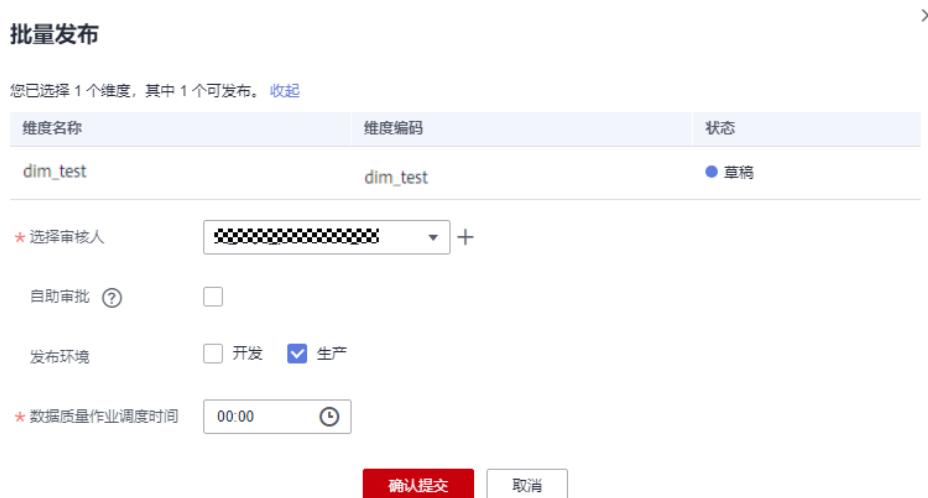 批量发布
您已选择 1 个维度，其中 1 个可发布。 收起
维度名称 维度编码 状态
dim_test dim_test 草稿
* 选择审核人
自助审批 ?
发布环境 开发 生产
* 数据质量作业调度时间 00:00
确认提交 取消